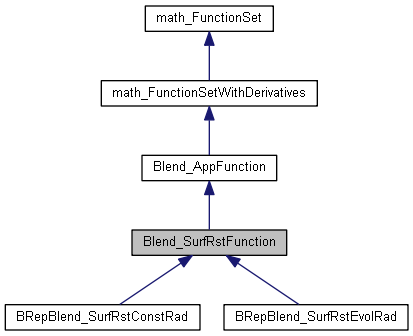 math_FunctionSet
math_FunctionSetWithDerivatives
Blend_AppFunction
Blend_SurfRstFunction
BRepBlend_SurfRstConstRad
BRepBlend_SurfRstEvolRad